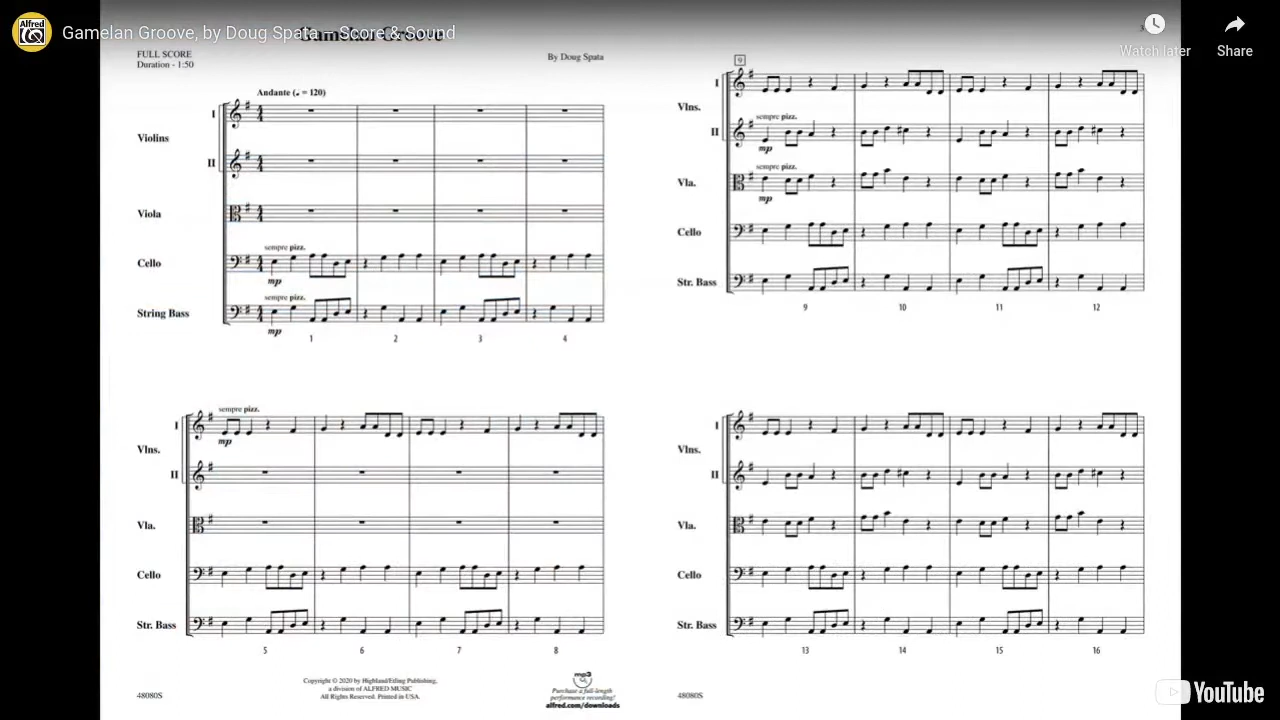 Alfred
Gamelan Groove, by Doug Spata – Score & Sound
Watch later
Share
Gamelan Groove
FULL SCORE
Duration - 1:50
By Doug Spata
Andante (♩ = 120)
I
Violins
II
Viola
sempre pizz.
Cello
mp
sempre pizz.
String Bass
mp
1 2 3 4
sempre pizz.
I
mp
Vlns.
II
Vla.
Cello
Str. Bass
5 6 7 8
Copyright © 2020 by Highland/Etling Publishing,
a division of ALFRED MUSIC
All Rights Reserved. Printed in USA.
48080S
mp3
Purchase a full-length
performance recording!
alfred.com/downloads
3
9
I
Vlns.
sempre pizz.
II
mp
sempre pizz.
Vla.
mp
Cello
Str. Bass
9 10 11 12
I
Vlns.
II
Vla.
Cello
Str. Bass
13 14 15 16
48080S
YouTube